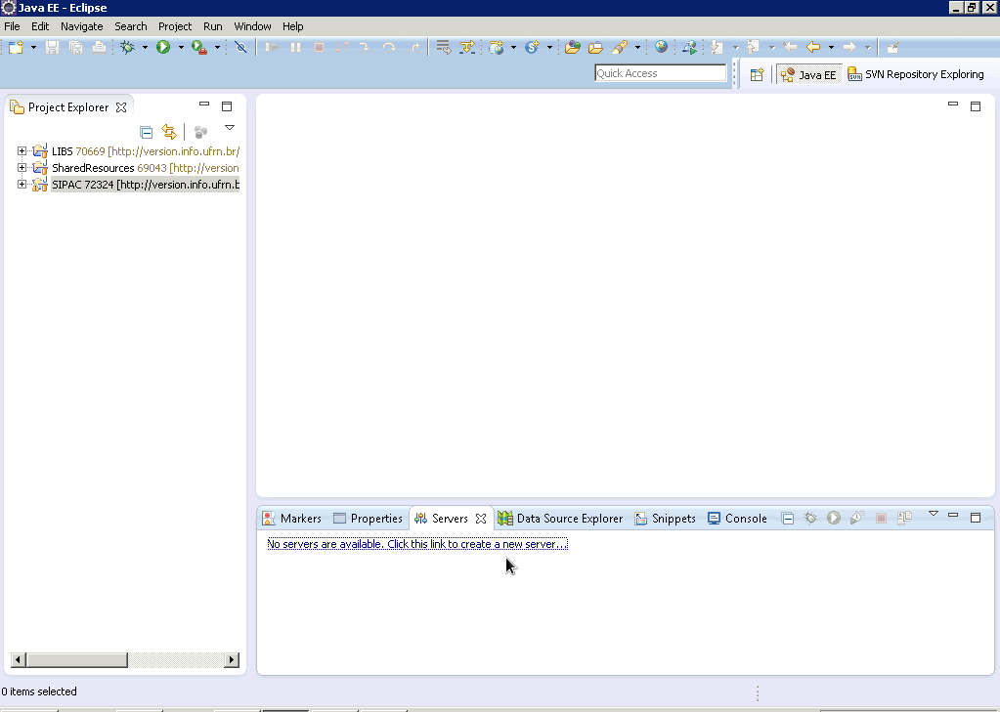 Java EE - Eclipse
File Edit Navigate Search Project Run Window Help
Quick Access
Java EE
SVN Repository Exploring
Project Explorer
LIBS 70669 [http://version.info.ufrn.br/
SharedResources 69043 [http://version
SIPAC 72324 [http://version.info.ufrn.b
Markers Properties Servers Data Source Explorer Snippets Console
No servers are available. Click this link to create a new server...
0 items selected